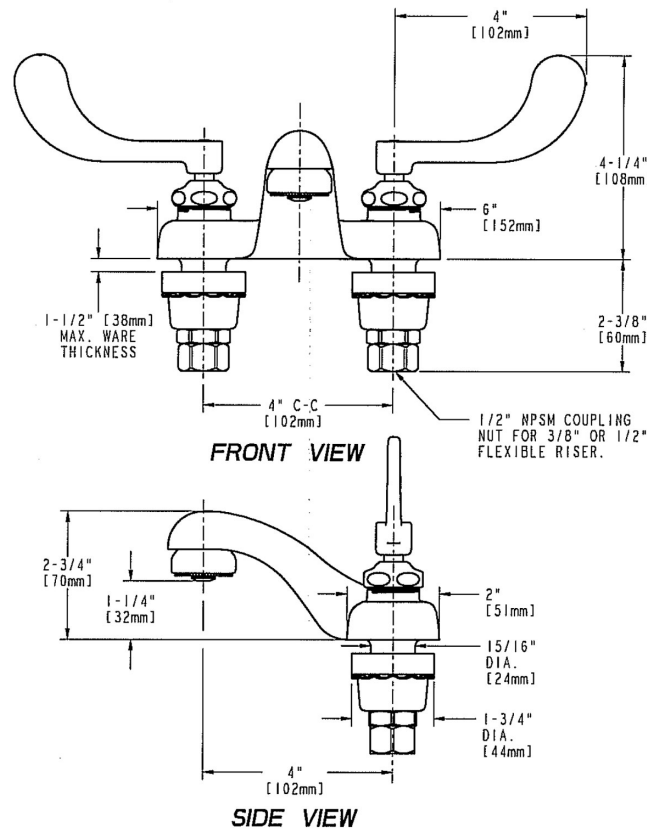 4"
[102mm]
4-1/4"
[108mm
6"
[152mm]
1-1/2" [38mm]
MAX. WARE
THICKNESS
2-3/8"
[60mm]
4" C-C
[102mm]
1/2" NPSM COUPLING
NUT FOR 3/8" OR 1/2"
FLEXIBLE RISER.
FRONT VIEW
2-3/4"
[70mm]
1-1/4"
[32mm]
2"
[51mm]
15/16"
DIA.
[24mm]
1-3/4"
DIA.
[44mm]
4"
[102mm]
SIDE VIEW